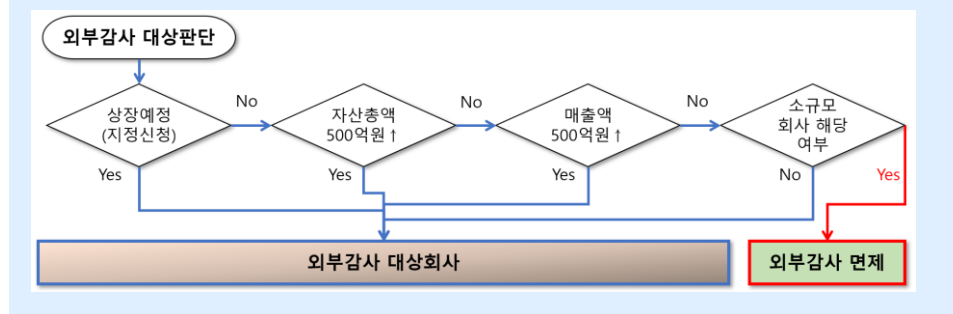 외부감사 대상판단
상장예정
(지정신청)
No
자산총액
500억원↑
No
매출액
500억원↑
No
소규모
회사 해당
여부
Yes
Yes
Yes
No
Yes
외부감사 대상회사
외부감사 면제